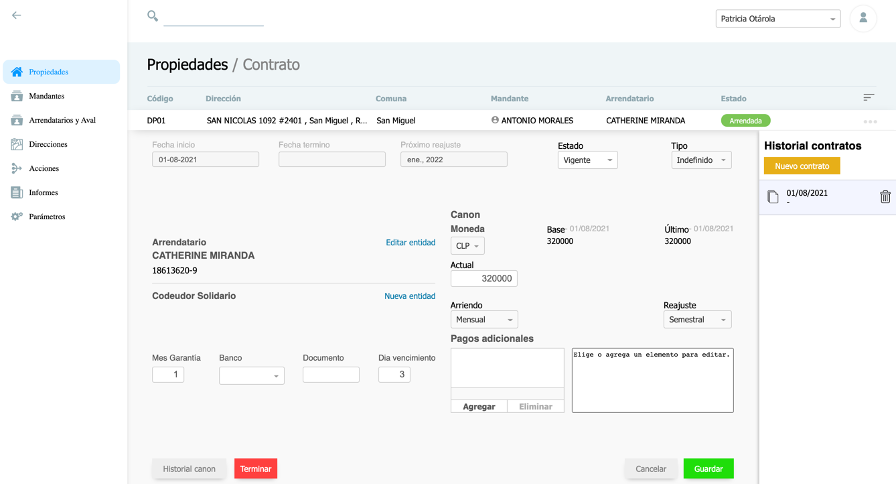 Patricia Otárola
Propiedades
Mandantes
Arrendatarios y Aval
Direcciones
Acciones
Informes
Parámetros
Propiedades / Contrato
Código Dirección Comuna Mandante Arrendatario Estado
DP01 SAN NICOLAS 1092 #2401 , San Miguel , R... San Miguel ANTONIO MORALES CATHERINE MIRANDA Arrendada
Fecha inicio Fecha termino Próximo reajuste Estado Tipo
01-08-2021 ene., 2022 Vigente Indefinido
Historial contratos
Nuevo contrato
01/08/2021
-
Canon
Moneda Base- 01/08/2021 Último- 01/08/2021
CLP 320000 320000
Arrendatario Editar entidad
CATHERINE MIRANDA
18613620-9
Actual
320000
Codeudor Solidario Nueva entidad
Arriendo Reajuste
Mensual Semestral
Pagos adicionales
Elige o agrega un elemento para editar.
Agregar Eliminar
Mes Garantía Banco Documento Dia vencimiento
1 3
Historial canon Terminar Cancelar Guardar